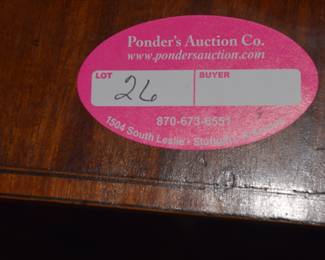 Ponder's Auction Co.
www.pondersauction.com
LOT
BUYER
26
870-673-6551
1504 South Leslie •